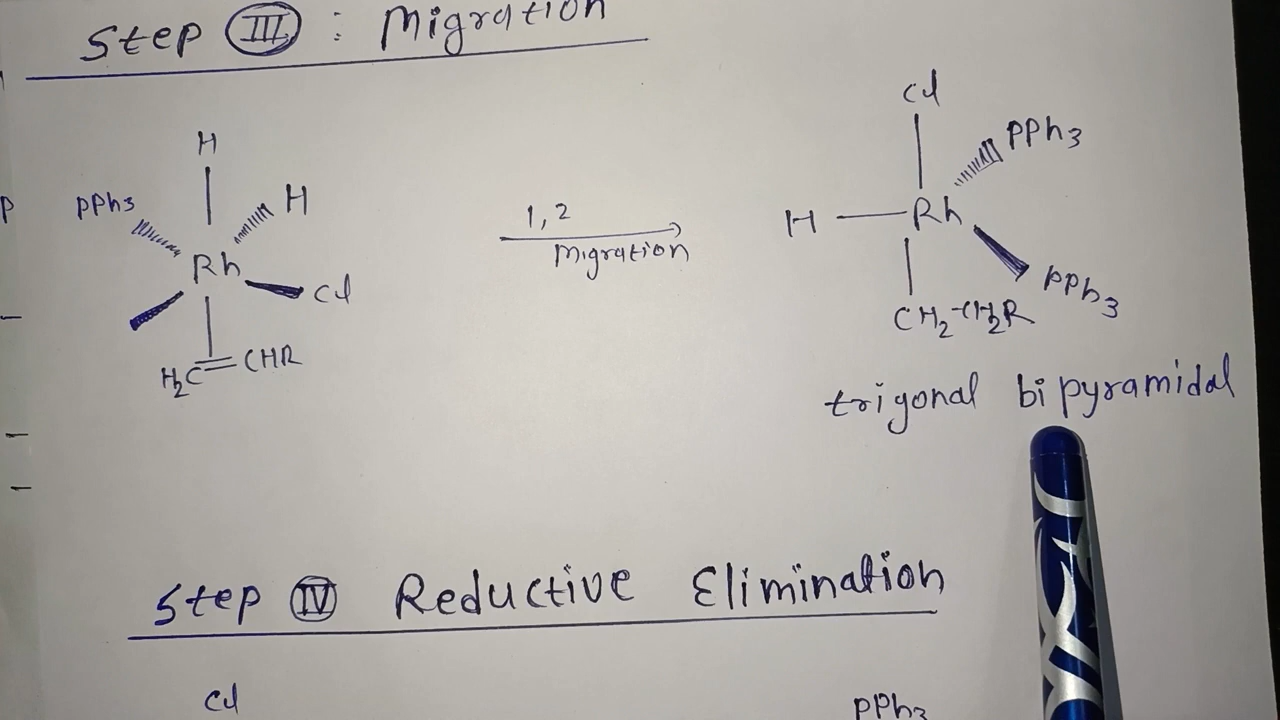 Step III : Migration
H
PPh3
H
Rh
Cl
H2C=CHR
1,2
Migration
Cl
PPh3
H
Rh
PPh3
CH2-CH2R
trigonal bipyramidal
Step IV Reductive Elimination
Cl
PPh3